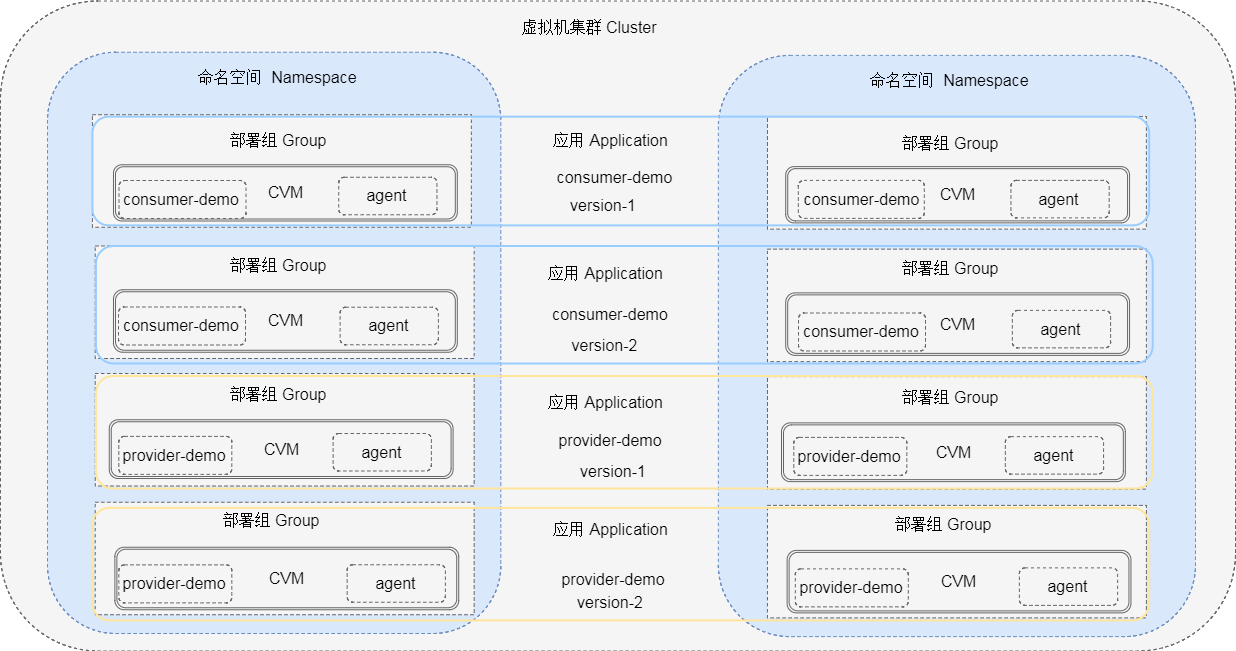 虚拟机集群 Cluster
命名空间 Namespace
命名空间 Namespace
部署组 Group
应用 Application
部署组 Group
consumer-demo
CVM
agent
consumer-demo
version-1
consumer-demo
CVM
agent
部署组 Group
应用 Application
部署组 Group
consumer-demo
CVM
agent
consumer-demo
version-2
consumer-demo
CVM
agent
部署组 Group
应用 Application
部署组 Group
provider-demo
CVM
agent
provider-demo
version-1
provider-demo
CVM
agent
部署组 Group
应用 Application
部署组 Group
provider-demo
CVM
agent
provider-demo
version-2
provider-demo
CVM
agent